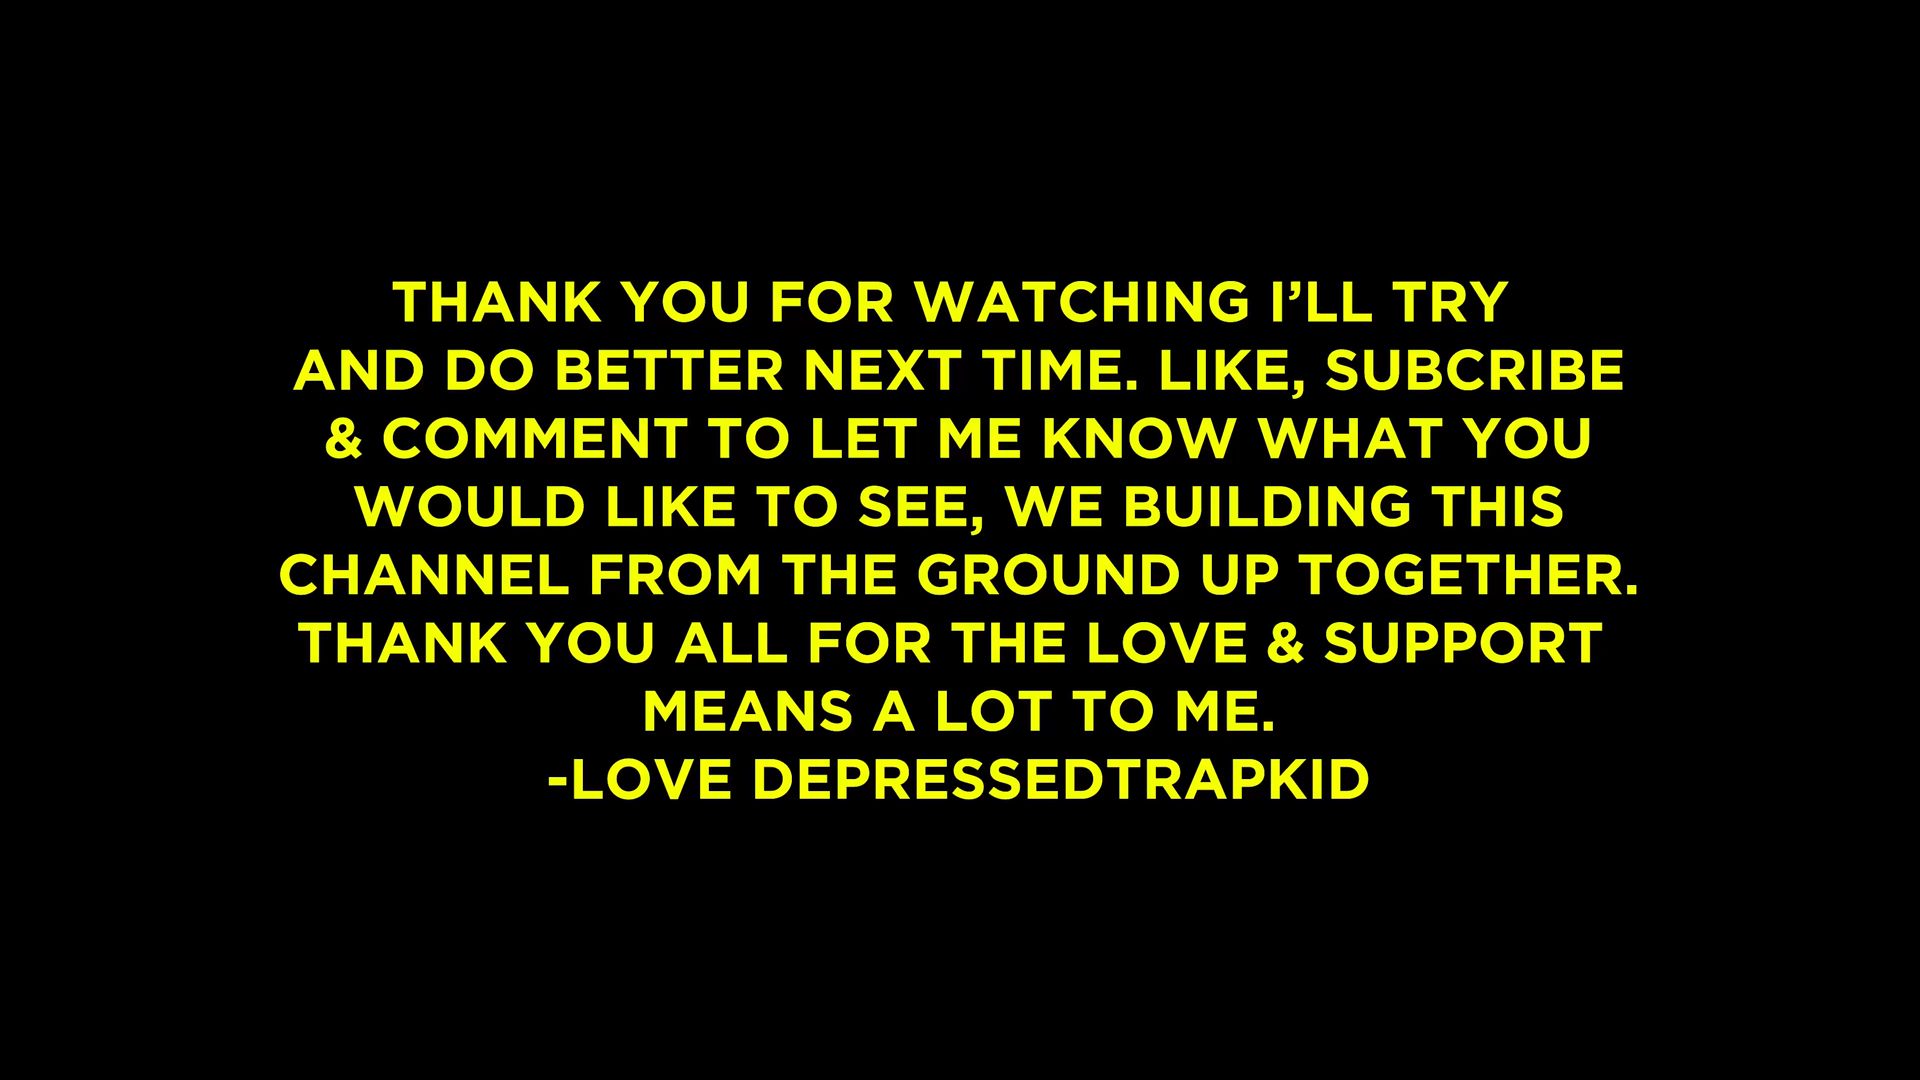 THANK YOU FOR WATCHING I’LL TRY
AND DO BETTER NEXT TIME. LIKE, SUBCRIBE
& COMMENT TO LET ME KNOW WHAT YOU
WOULD LIKE TO SEE, WE BUILDING THIS
CHANNEL FROM THE GROUND UP TOGETHER.
THANK YOU ALL FOR THE LOVE & SUPPORT
MEANS A LOT TO ME.
-LOVE DEPRESSEDTRAPKID